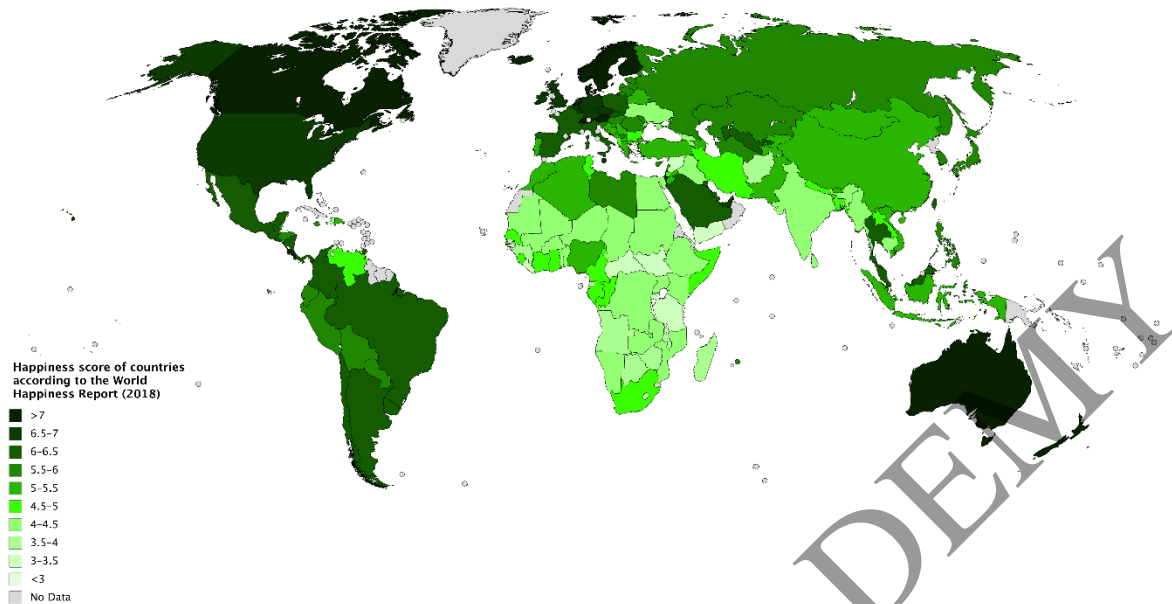 Happiness score of countries
according to the World
Happiness Report (2018)
>7
6.5–7
6–6.5
5.5–6
5–5.5
4.5–5
4–4.5
3.5–4
3–3.5
<3
No Data
DEMY